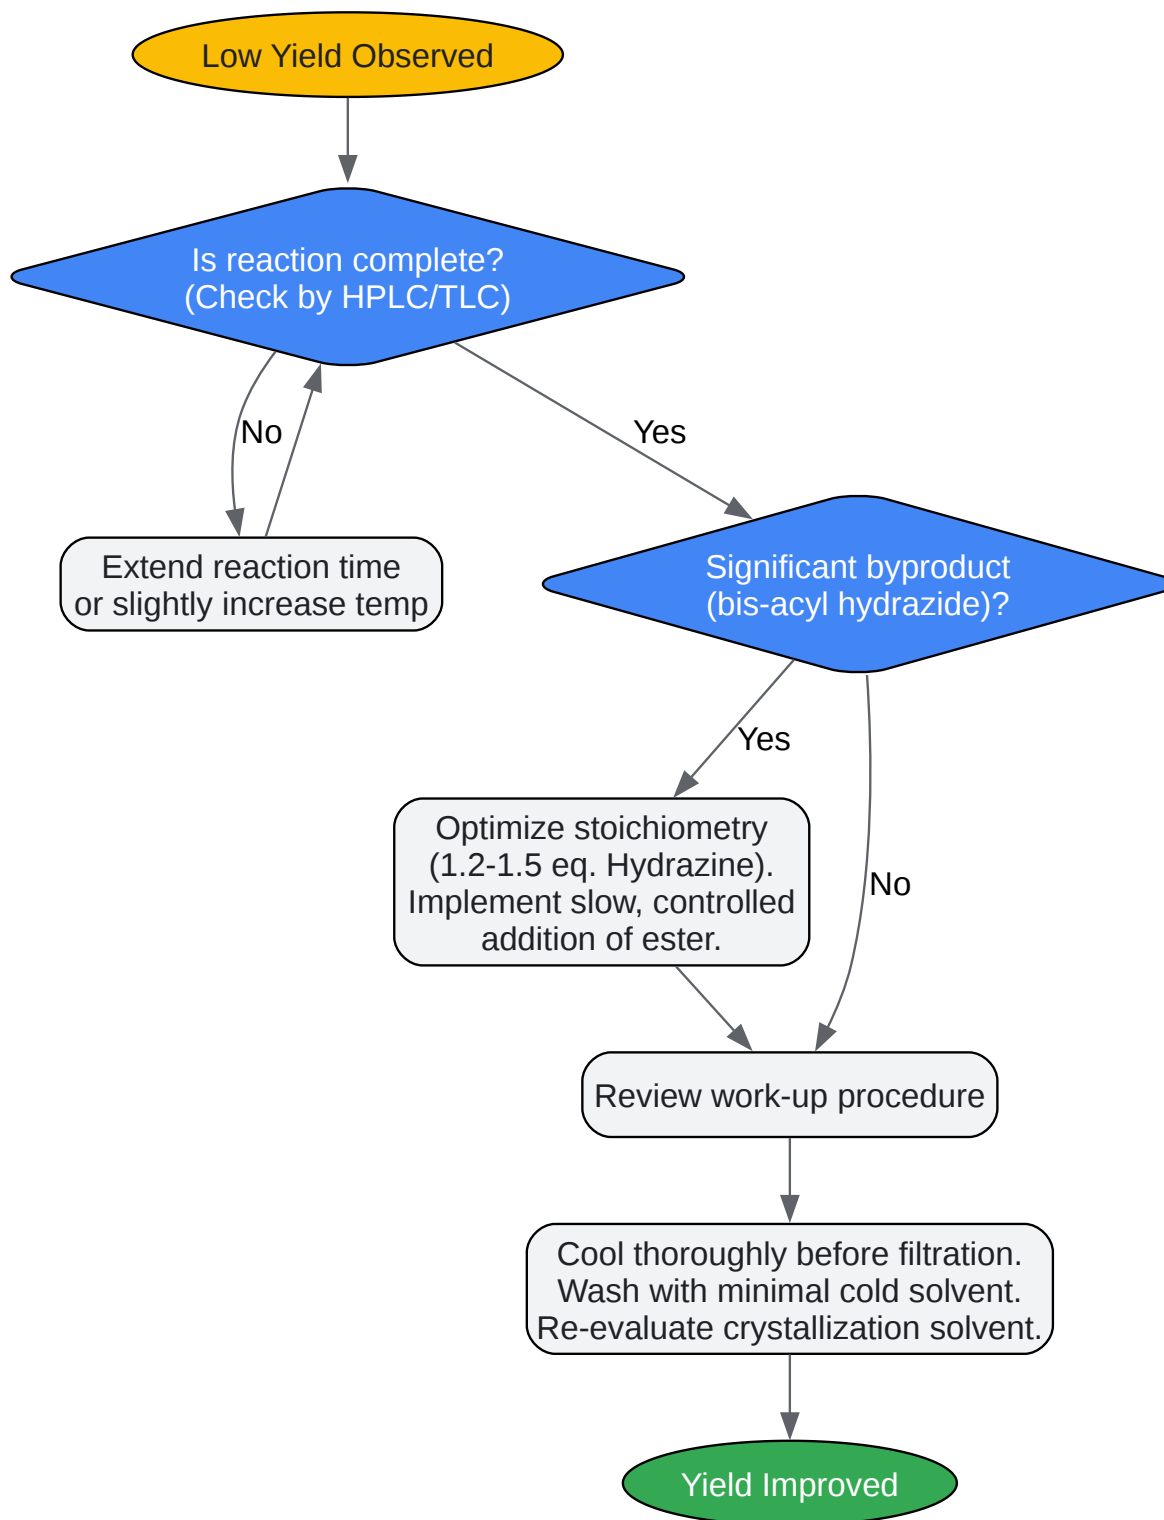 Low Yield Observed
Is reaction complete?
(Check by HPLC/TLC)
No
Yes
Extend reaction time
or slightly increase temp
Significant byproduct
(bis-acyl hydrazide)?
Yes
No
Optimize stoichiometry
(1.2-1.5 eq. Hydrazine).
Implement slow, controlled
addition of ester.
Review work-up procedure
Cool thoroughly before filtration.
Wash with minimal cold solvent.
Re-evaluate crystallization solvent.
Yield Improved